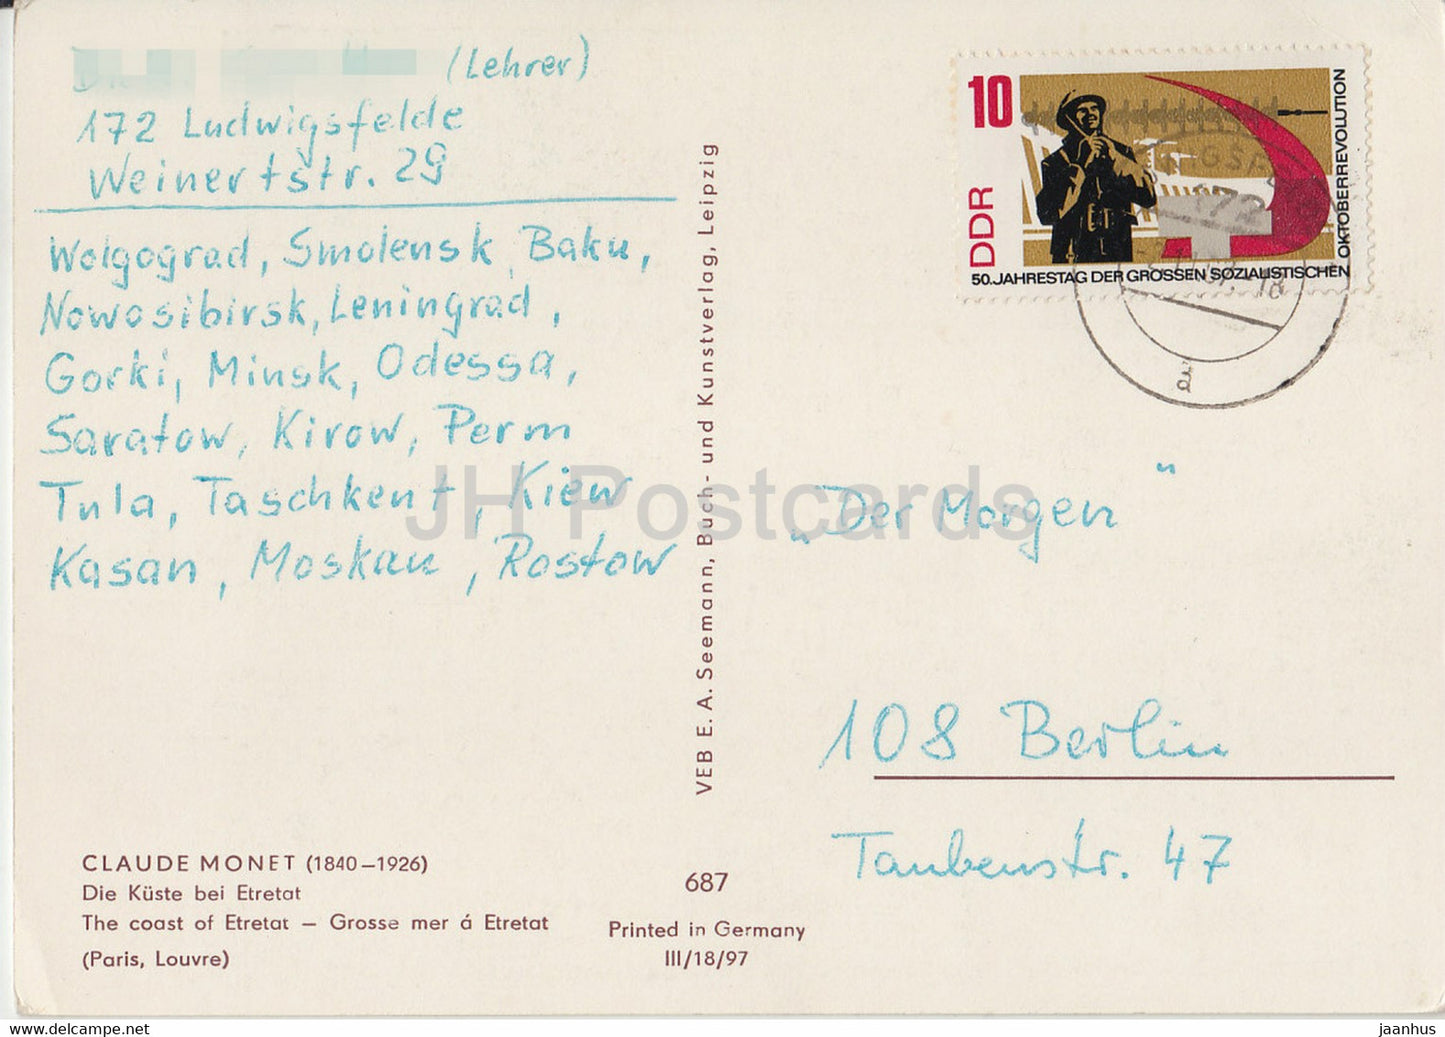 (Lehrer)
172 Ludwigsfelde
Weinertstr. 29
Wolgograd, Smolensk, Baku,
Nowosibirsk, Leningrad,
Gorki, Minsk, Odessa,
Saratow, Kirow, Perm
Tula, Taschkent, Kiew
Kasan, Moskau, Rostow
CLAUDE MONET (1840–1926)
Die Küste bei Etretat
The coast of Etretat – Grosse mer á Etretat
(Paris, Louvre)
VEB E. A. Seemann, Buch- und Kunstverlag, Leipzig
687
Printed in Germany
III/18/97
10
DDR
50. JAHRESTAG DER GROSSEN SOZIALISTISCHEN
OKTOBERREVOLUTION
172
„Der Morgen"
108 Berlin
Taubenstr. 47
JH Postcards
https://www.delcampe.net
jaanhus